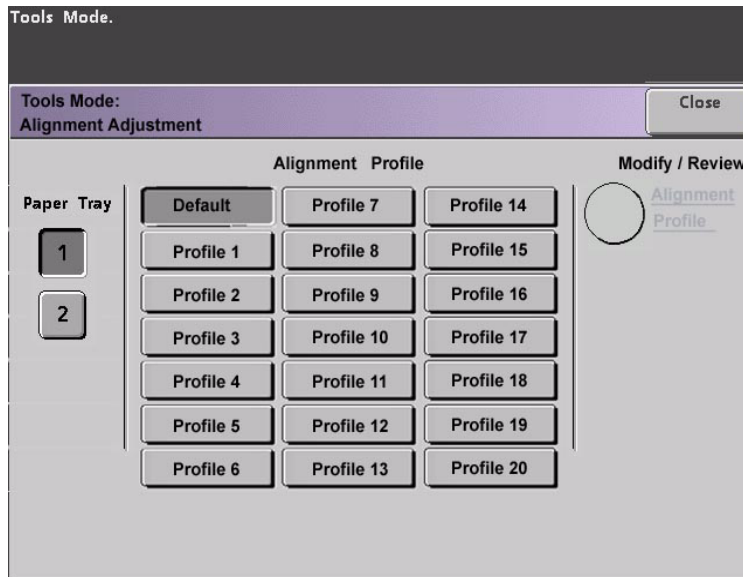 Tools Mode.
Tools Mode:
Alignment Adjustment
Close
Alignment Profile
Modify / Review
Paper Tray
1
2
Default
Profile 1
Profile 2
Profile 3
Profile 4
Profile 5
Profile 6
Profile 7
Profile 8
Profile 9
Profile 10
Profile 11
Profile 12
Profile 13
Profile 14
Profile 15
Profile 16
Profile 17
Profile 18
Profile 19
Profile 20
Alignment
Profile